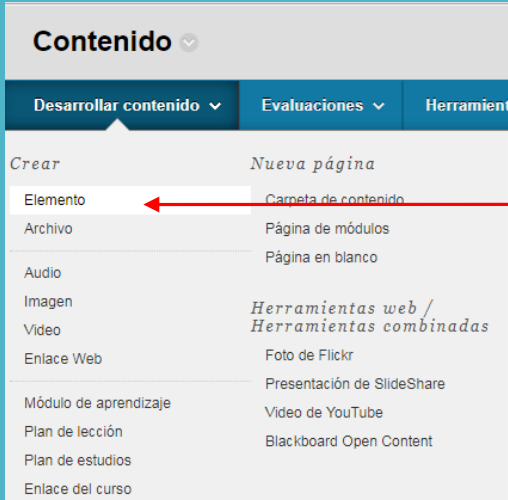 Contenido
Desarrollar contenido
Evaluaciones
Herramient
Crear
Elemento
Archivo
Audio
Imagen
Video
Enlace Web
Módulo de aprendizaje
Plan de lección
Plan de estudios
Enlace del curso
Nueva página
Carpeta de contenido
Página de módulos
Página en blanco
Herramientas web /
Herramientas combinadas
Foto de Flickr
Presentación de SlideShare
Video de YouTube
Blackboard Open Content